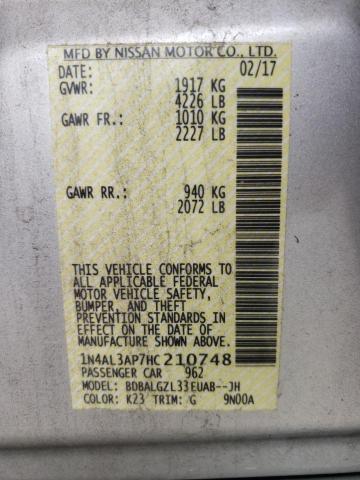 MFD BY NISSAN MOTOR CO., LTD.
DATE: 02/17
GVWR: 1917 KG
4226 LB
GAWR FR.: 1010 KG
2227 LB
GAWR RR.: 940 KG
2072 LB
THIS VEHICLE CONFORMS TO
ALL APPLICABLE FEDERAL
MOTOR VEHICLE SAFETY,
BUMPER, AND THEFT
PREVENTION STANDARDS IN
EFFECT ON THE DATE OF
MANUFACTURE SHOWN ABOVE.
1N4AL3AP7HC210748
PASSENGER CAR 962
MODEL: BDBALGZL33EUAB--JH
COLOR: K23 TRIM: G 9N00A